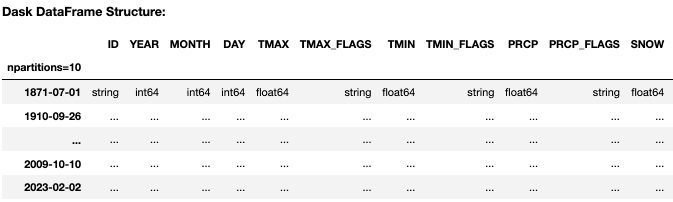 Dask DataFrame Structure:
ID YEAR MONTH DAY TMAX TMAX_FLAGS TMIN TMIN_FLAGS PRCP PRCP_FLAGS SNOW
npartitions=10
1871-07-01 string int64 int64 int64 float64 string float64 string float64 string float64
1910-09-26 ... ... ... ... ... ... ... ... ... ... ...
... ... ... ... ... ... ... ... ... ... ... ...
2009-10-10 ... ... ... ... ... ... ... ... ... ... ...
2023-02-02 ... ... ... ... ... ... ... ... ... ... ...